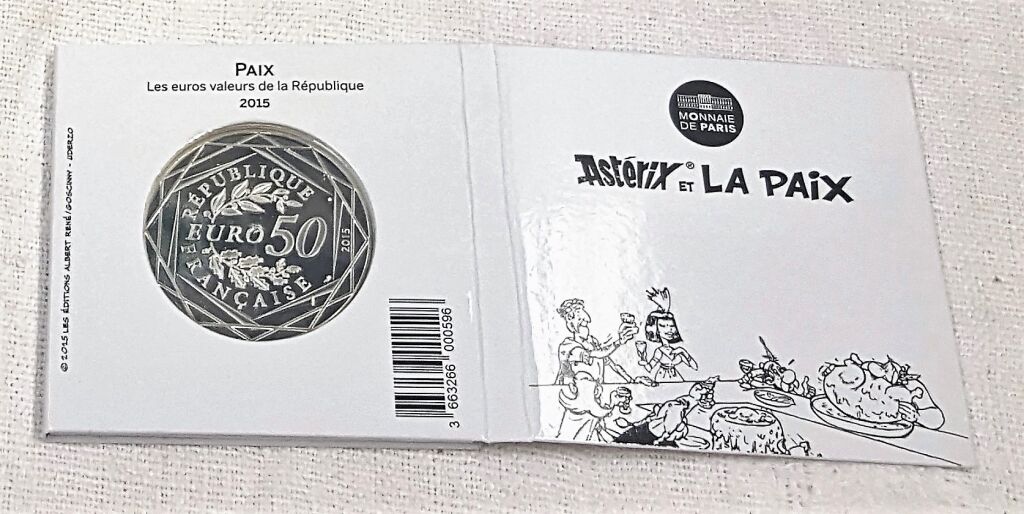 PAIX
Les euros valeurs de la République
2015
© 2015 LES ÉDITIONS ALBERT RENÉ/GOSCINNY - UDERZO
RÉPUBLIQUE
EURO 50
2015
FRANÇAISE
3 663266 000596
MONNAIE
DE PARIS
Astérix® ET LA PAiX